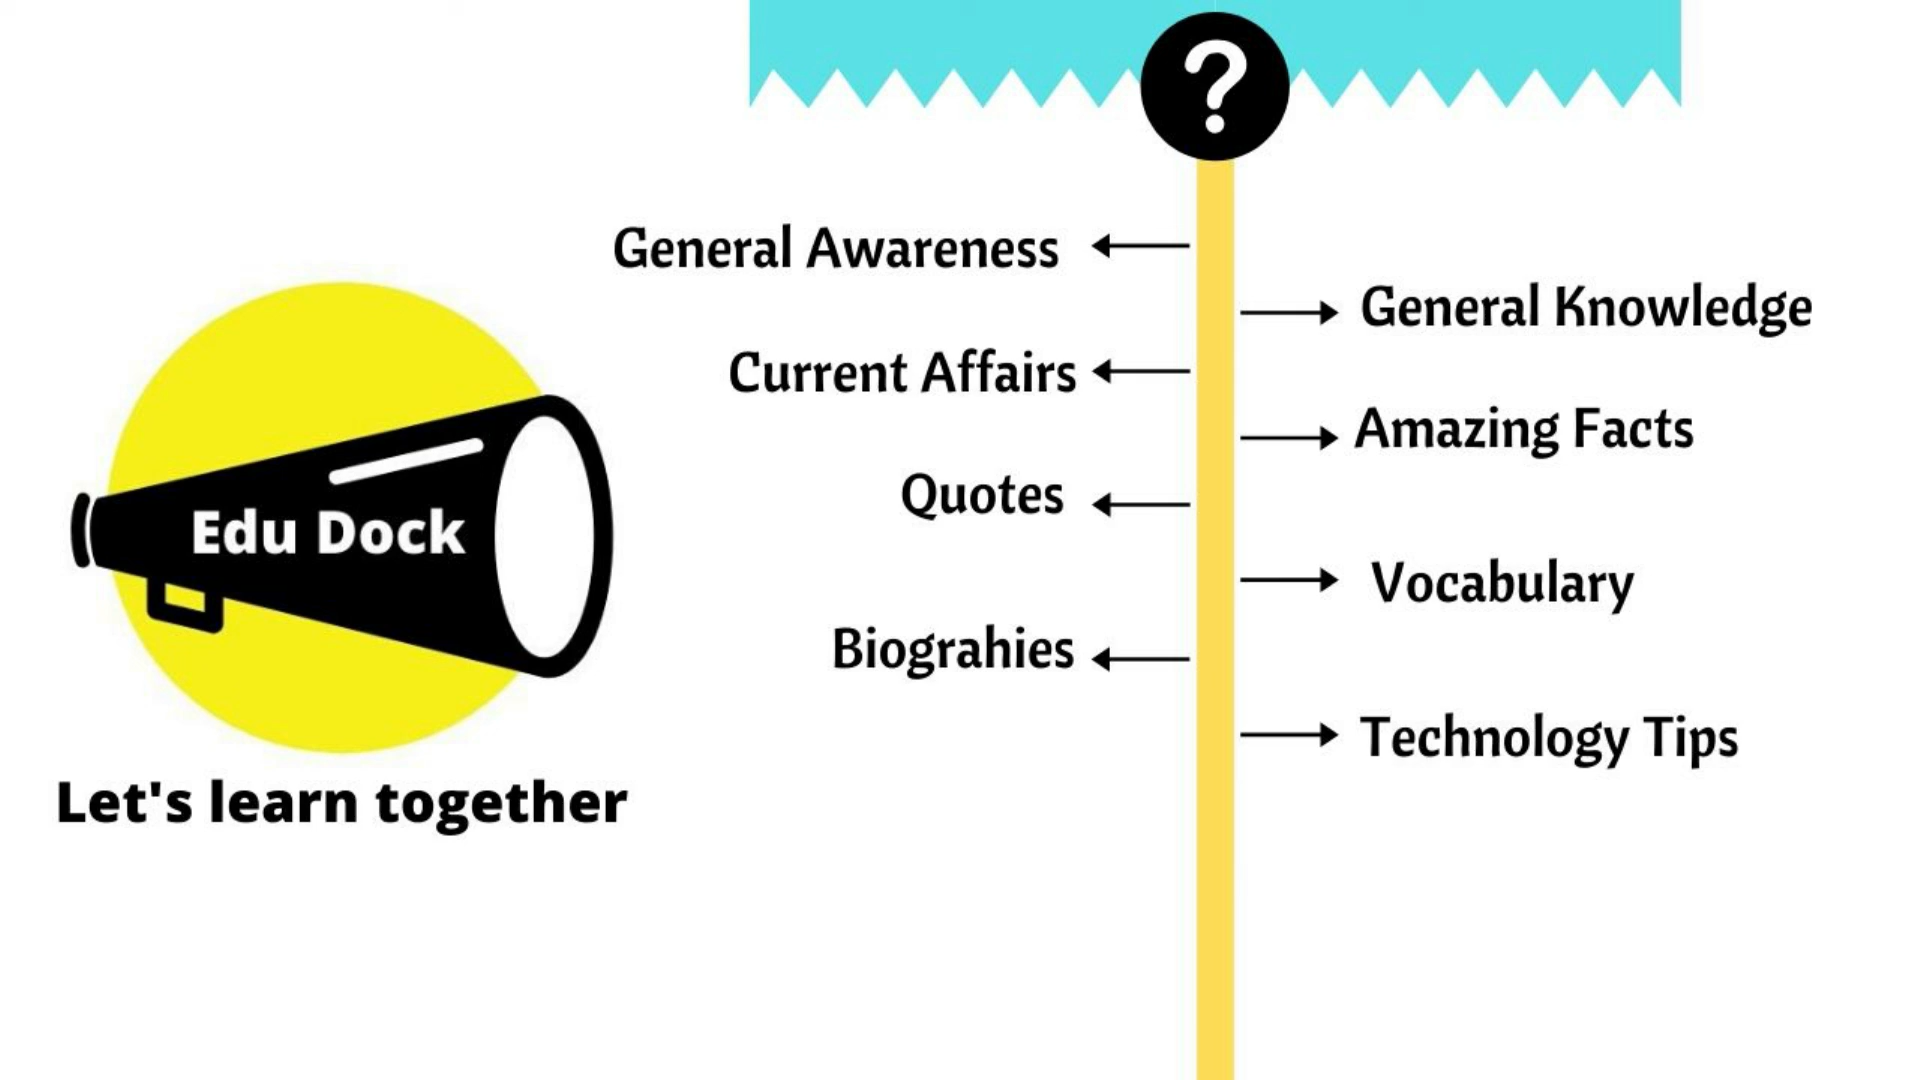 ?
General Awareness
General Knowledge
Current Affairs
Amazing Facts
Quotes
Edu Dock
Vocabulary
Biograhies
Technology Tips
Let's learn together